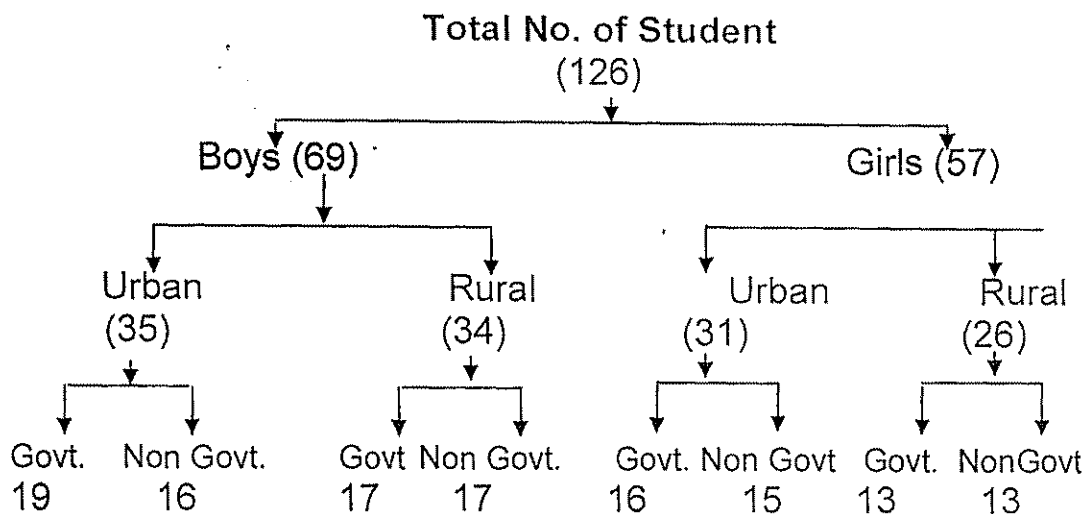 Total No. of Student
(126)
Boys (69) Girls (57)
Urban Rural Urban Rural
(35) (34) (31) (26)
Govt. Non Govt. Govt Non Govt. Govt. Non Govt Govt. NonGovt
19 16 17 17 16 15 13 13